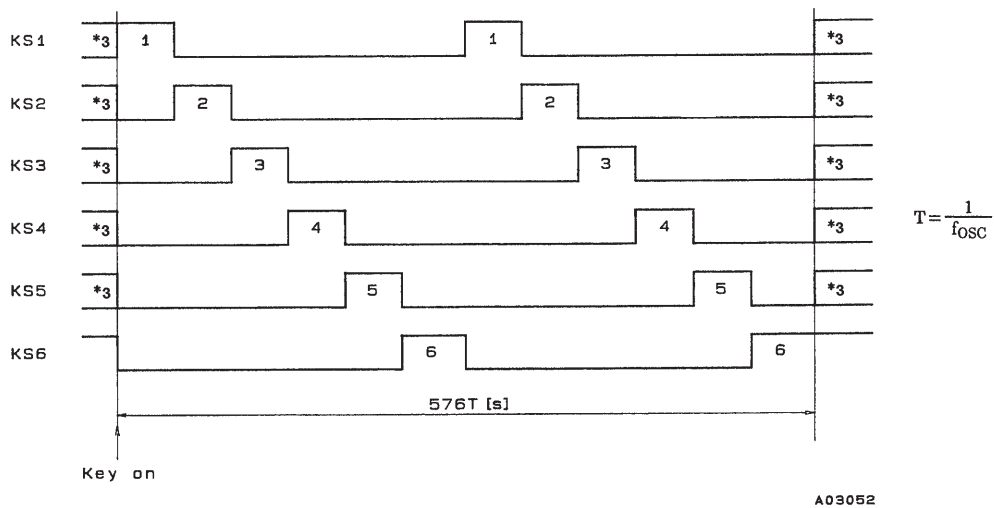 KS1 *3 1 1 *3
KS2 *3 2 2 *3
KS3 *3 3 3 *3
KS4 *3 4 4 *3
KS5 *3 5 5 *3
KS6 6 6
T=1/fOSC
576T [s]
Key on
A03052